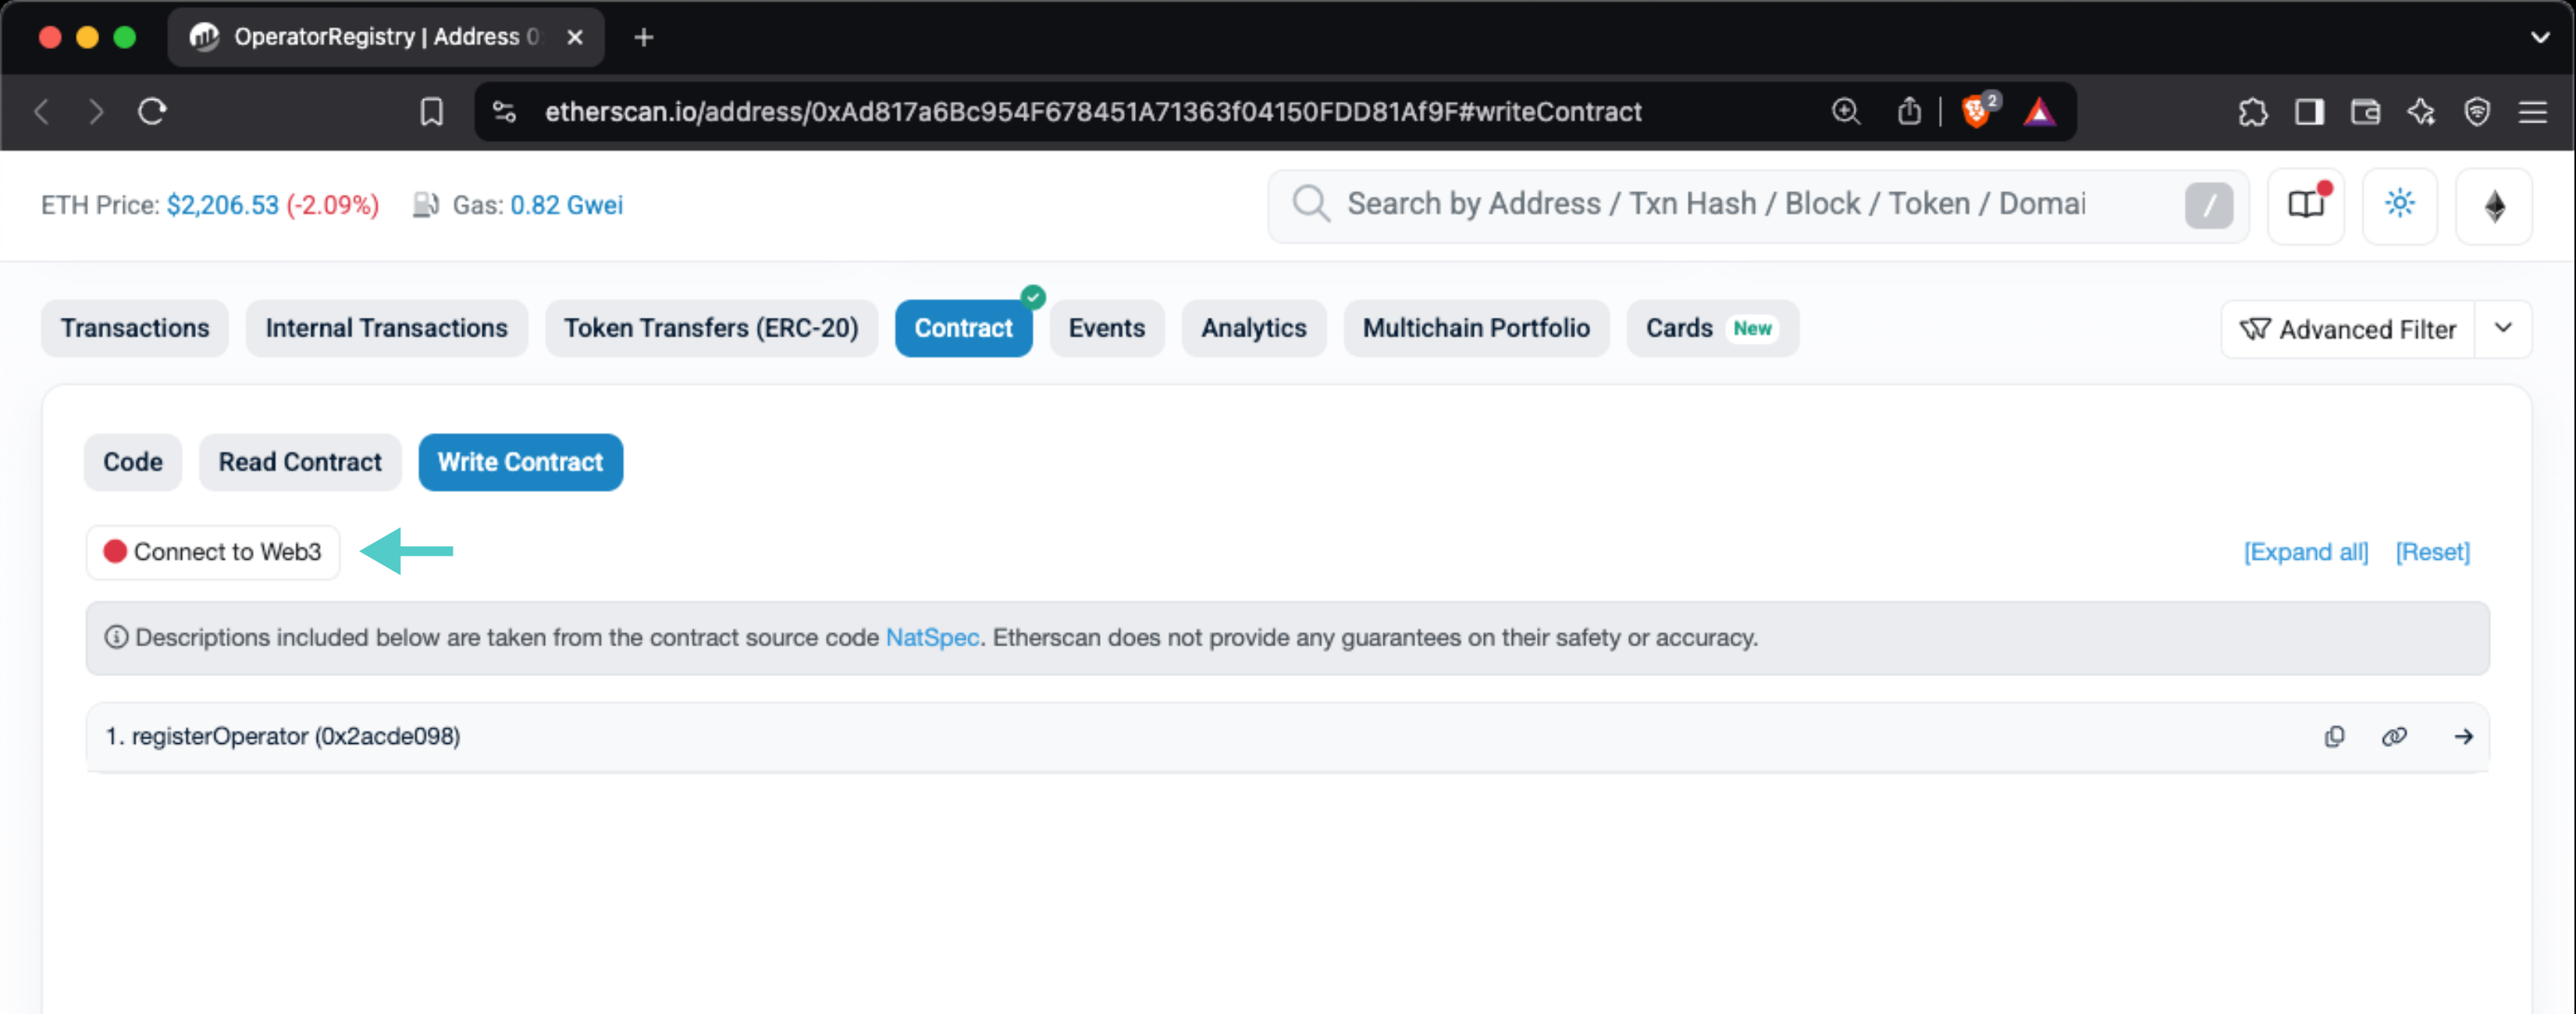 OperatorRegistry | Address 0
etherscan.io/address/0xAd817a6Bc954F678451A71363f04150FDD81Af9F#writeContract
2
ETH Price: $2,206.53 (-2.09%)
Gas: 0.82 Gwei
Search by Address / Txn Hash / Block / Token / Domai
/
Transactions
Internal Transactions
Token Transfers (ERC-20)
Contract
Events
Analytics
Multichain Portfolio
Cards New
Advanced Filter
Code
Read Contract
Write Contract
Connect to Web3
[Expand all]
[Reset]
Descriptions included below are taken from the contract source code NatSpec. Etherscan does not provide any guarantees on their safety or accuracy.
1. registerOperator (0x2acde098)